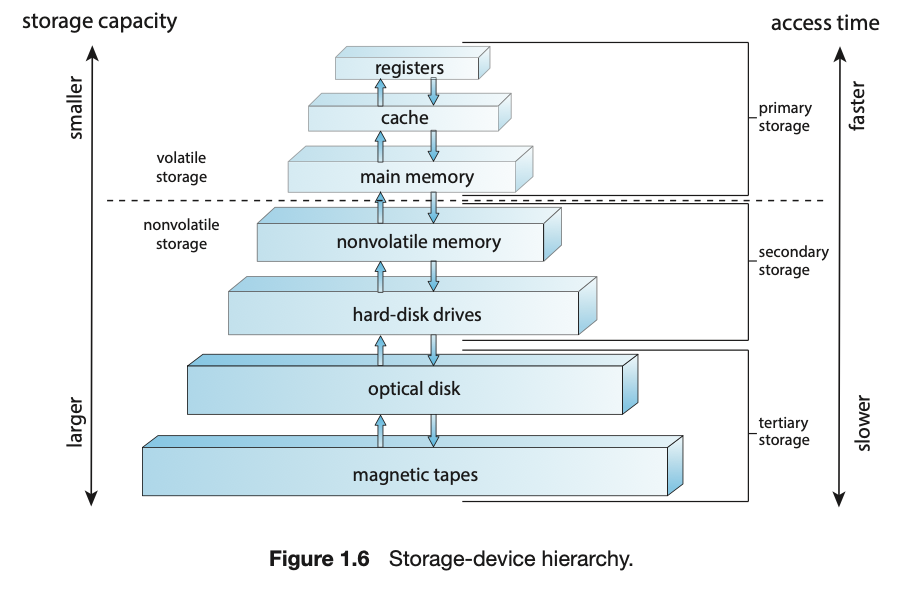 storage capacity
access time
smaller
larger
volatile
storage
nonvolatile
storage
registers
cache
main memory
nonvolatile memory
hard-disk drives
optical disk
magnetic tapes
primary
storage
secondary
storage
tertiary
storage
faster
slower
Figure 1.6 Storage-device hierarchy.